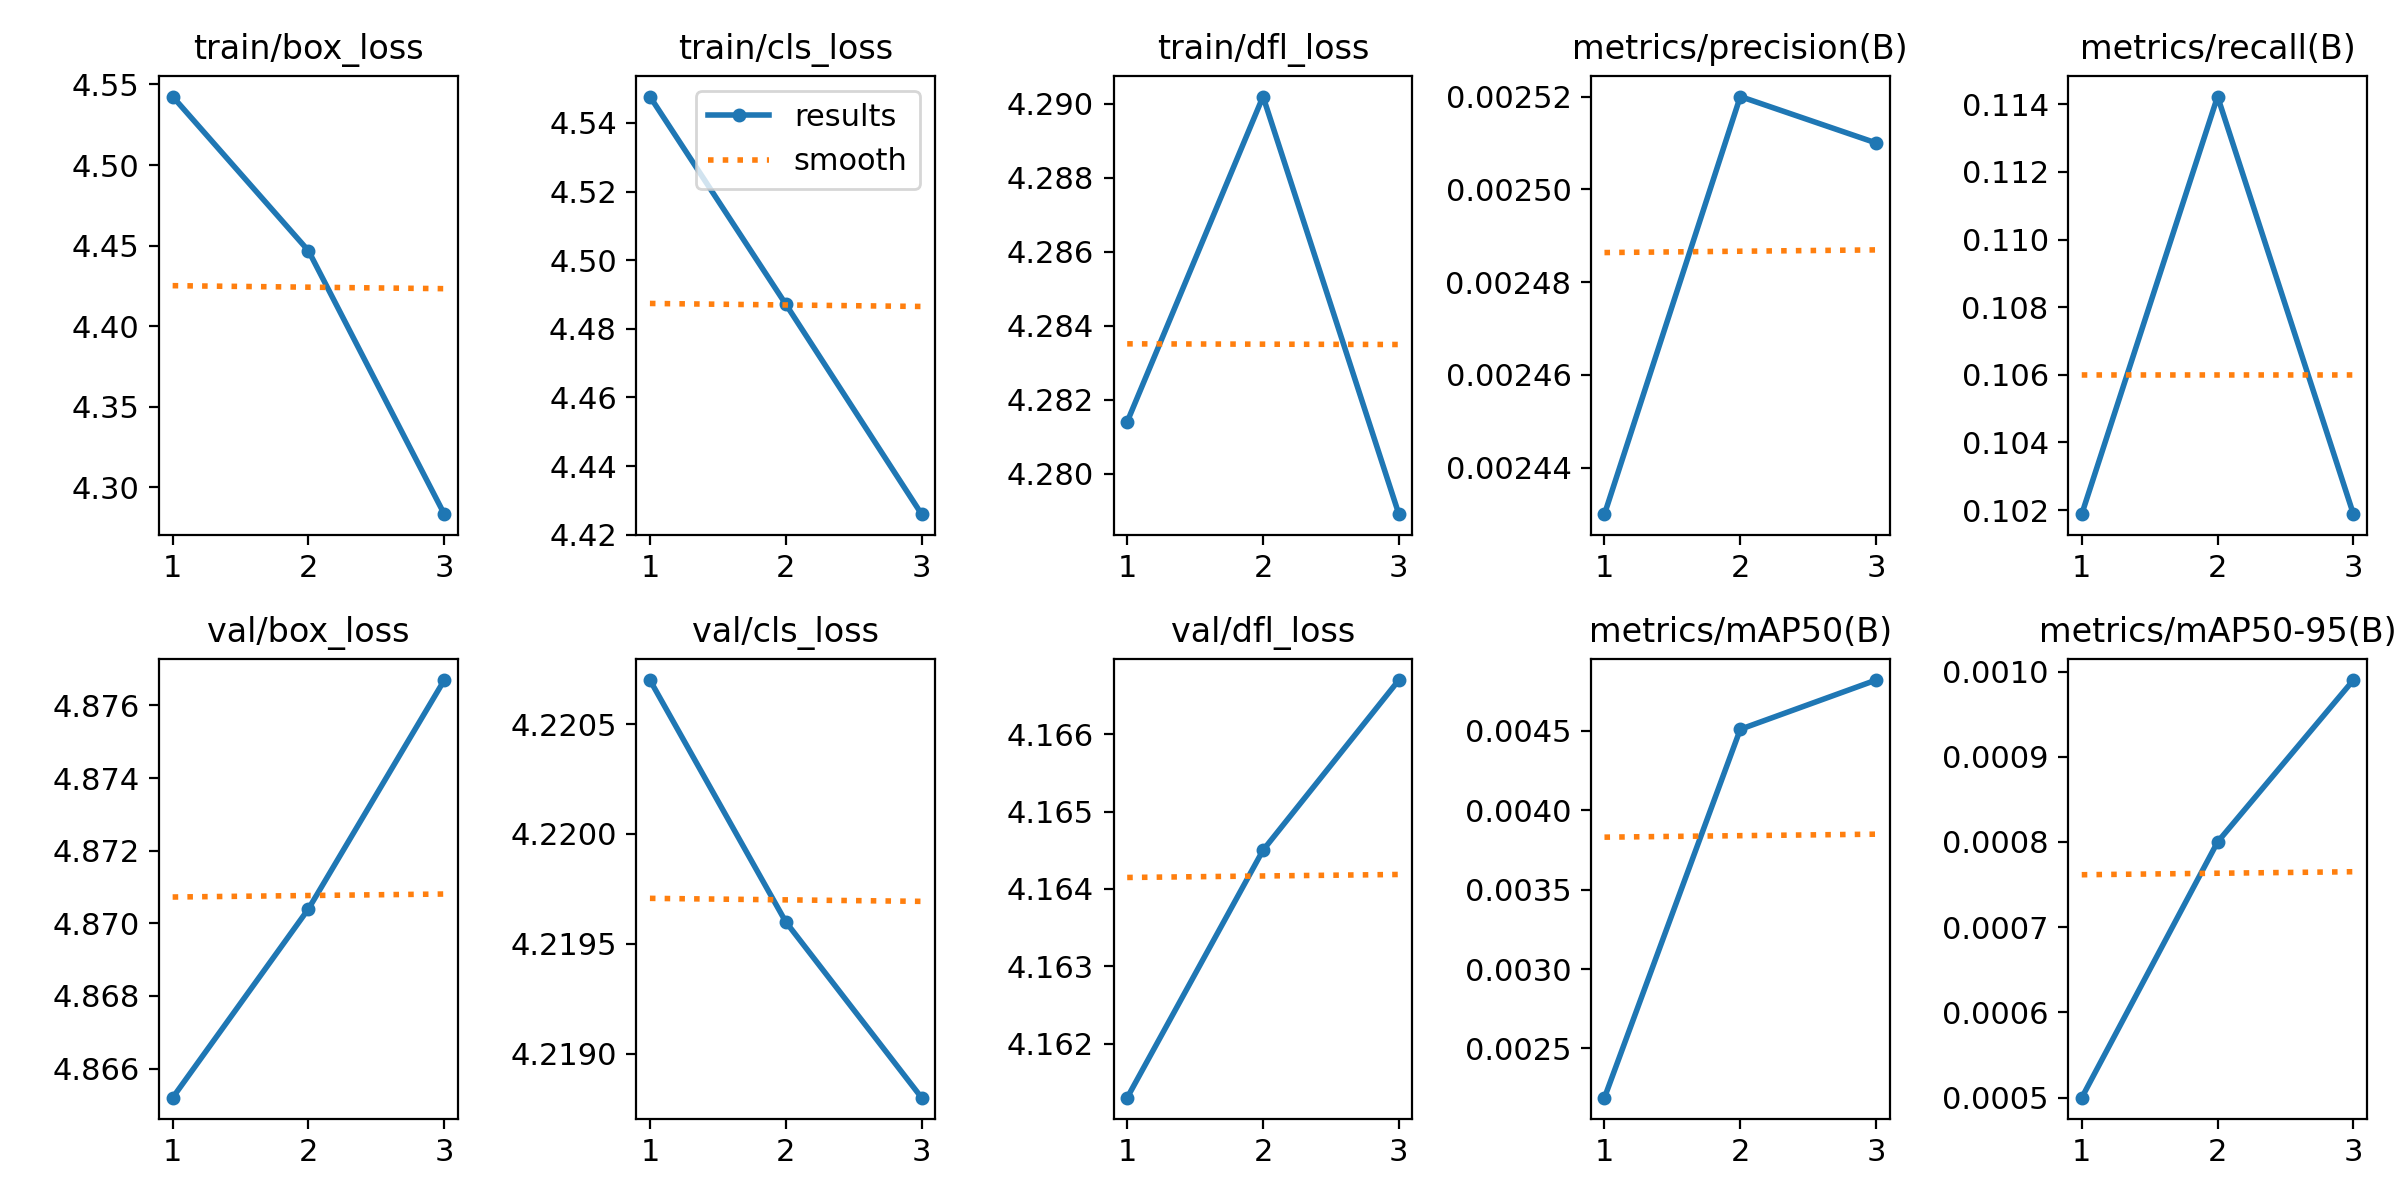 train/box_loss
4.55
4.50
4.45
4.40
4.35
4.30
1 2 3
train/cls_loss
results
smooth
4.54
4.52
4.50
4.48
4.46
4.44
4.42
1 2 3
train/dfl_loss
4.290
4.288
4.286
4.284
4.282
4.280
1 2 3
metrics/precision(B)
0.00252
0.00250
0.00248
0.00246
0.00244
1 2 3
metrics/recall(B)
0.114
0.112
0.110
0.108
0.106
0.104
0.102
1 2 3
val/box_loss
4.876
4.874
4.872
4.870
4.868
4.866
1 2 3
val/cls_loss
4.2205
4.2200
4.2195
4.2190
1 2 3
val/dfl_loss
4.166
4.165
4.164
4.163
4.162
1 2 3
metrics/mAP50(B)
0.0045
0.0040
0.0035
0.0030
0.0025
1 2 3
metrics/mAP50-95(B)
0.0010
0.0009
0.0008
0.0007
0.0006
0.0005
1 2 3